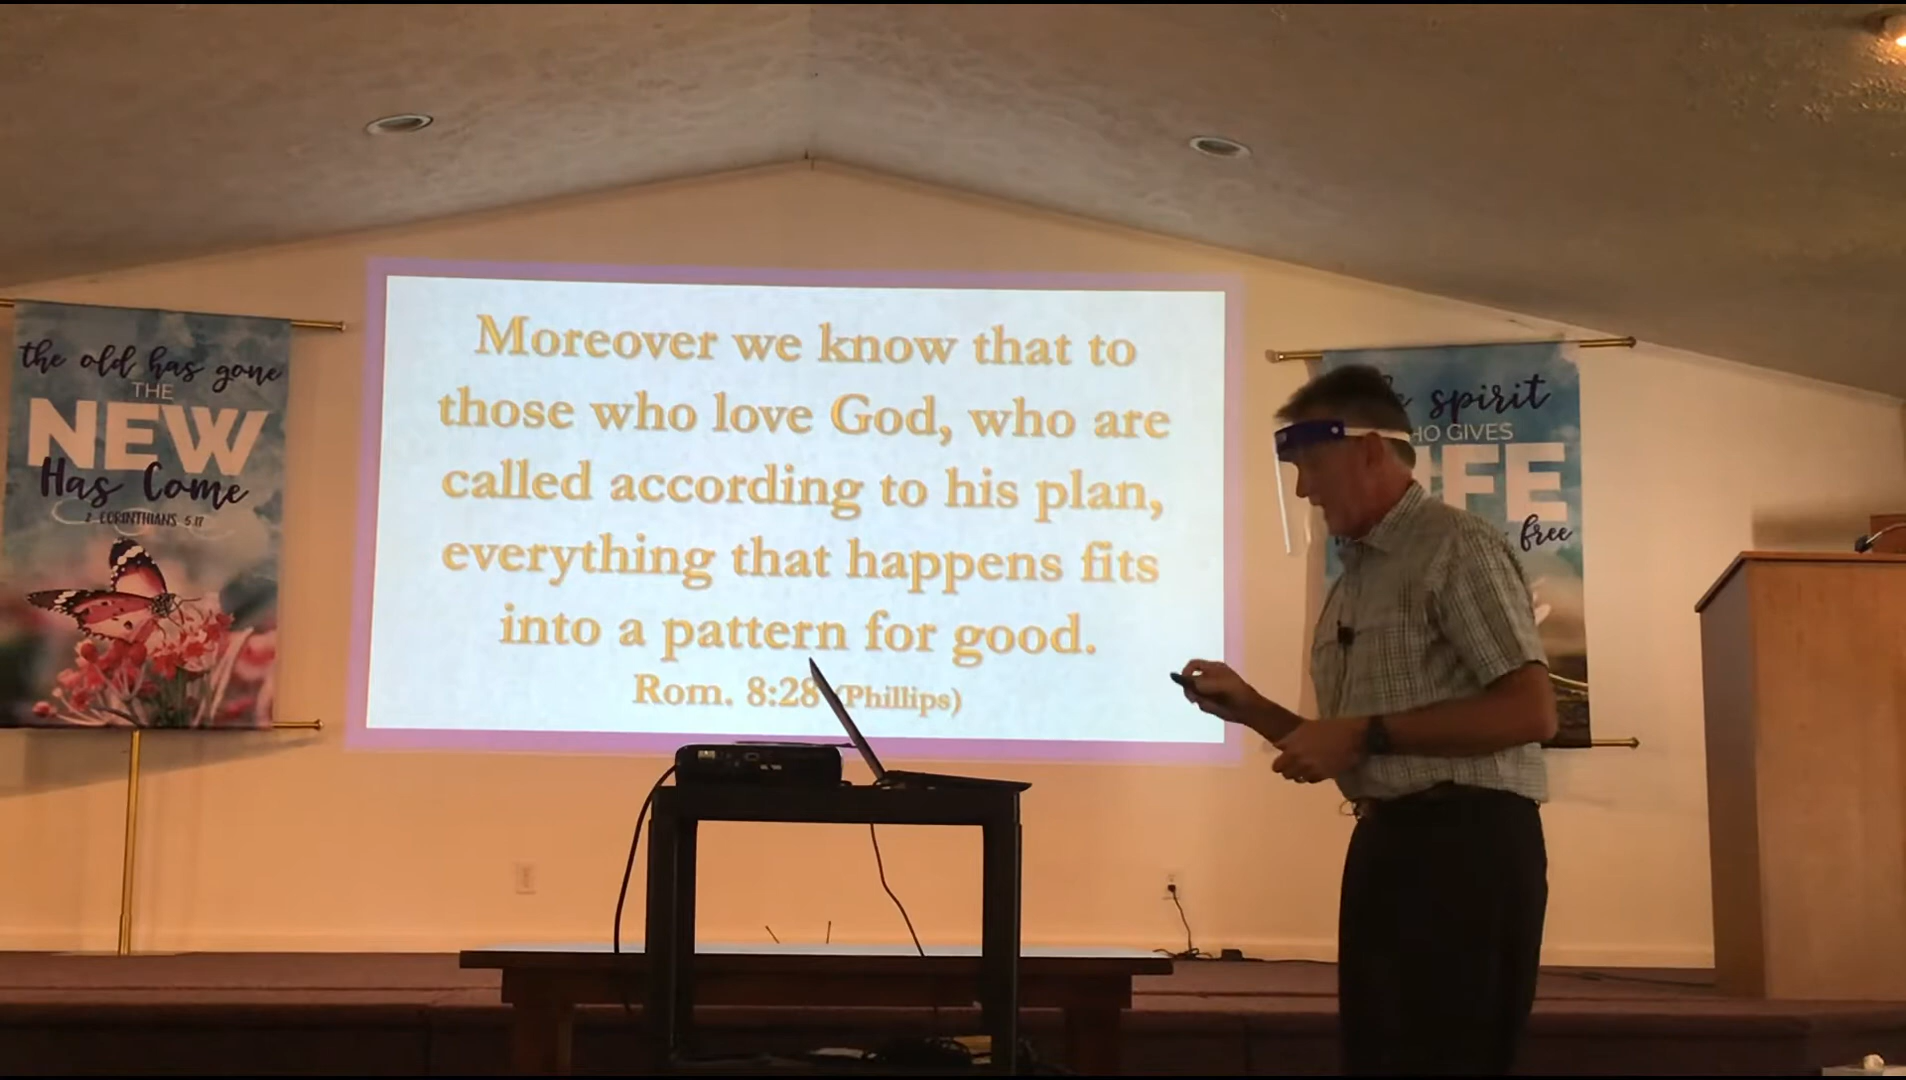 the old has gone
THE
NEW
Has Come
2 CORINTHIANS 5:17
Moreover we know that to
those who love God, who are
called according to his plan,
everything that happens fits
into a pattern for good.
Rom. 8:28 (Phillips)
spirit
GIVES
free